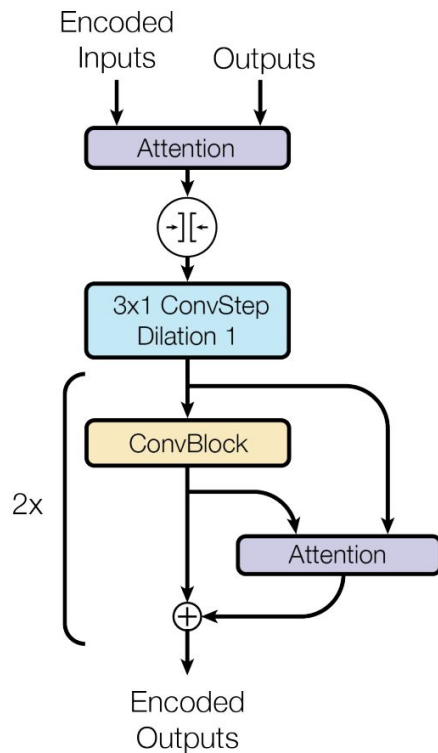 Encoded
Inputs
Outputs
Attention
3x1 ConvStep
Dilation 1
ConvBlock
2x
Attention
Encoded
Outputs